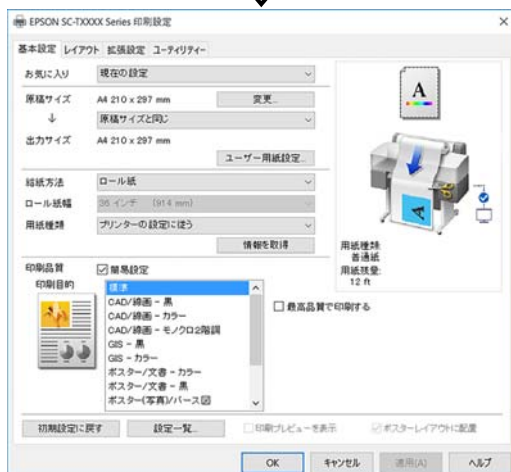 EPSON SC-TXXXX Series 印刷設定
基本設定 レイアウト 拡張設定 ユーティリティー
お気に入り 現在の設定
原稿サイズ A4 210 x 297 mm 変更...
↓ 原稿サイズと同じ
出力サイズ A4 210 x 297 mm
ユーザー用紙設定...
給紙方法 ロール紙
ロール紙幅 36 インチ (914 mm)
用紙種類 プリンターの設定に従う
情報を取得
A
用紙種類:
普通紙
用紙残量:
12 ft
印刷品質 簡易設定
印刷目的
標準
CAD/線画 - 黒
CAD/線画 - カラー
CAD/線画 - モノクロ2階調
GIS - 黒
GIS - カラー
ポスター/文書 - カラー
ポスター/文書 - 黒
ポスター(写真)/パース図
最高品質で印刷する
初期設定に戻す 設定一覧... 印刷プレビューを表示 ポスターレイアウトに配置
OK キャンセル 適用(A) ヘルプ